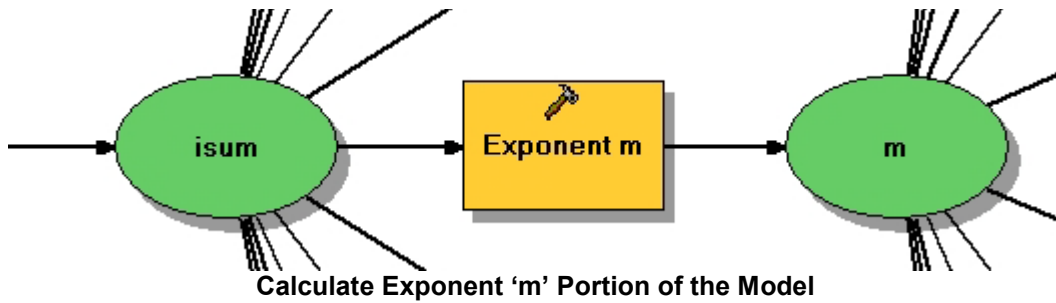 isum
Exponent m
m
Calculate Exponent ‘m’ Portion of the Model